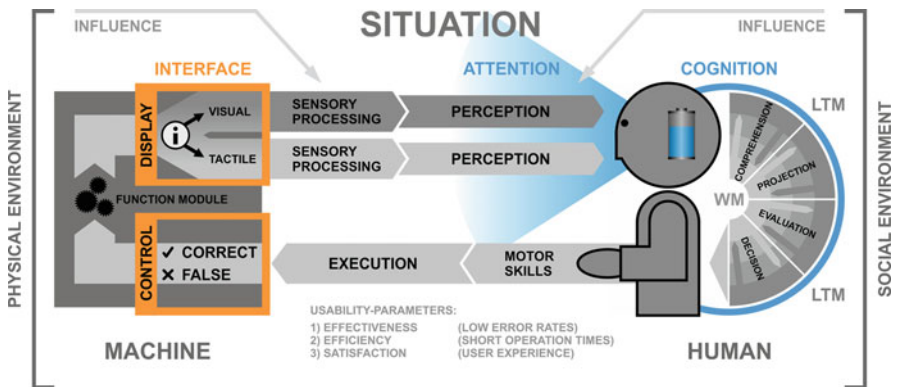 SITUATION
INFLUENCE
INFLUENCE
INTERFACE
ATTENTION
COGNITION
PHYSICAL ENVIRONMENT
DISPLAY
VISUAL
i
TACTILE
SENSORY
PROCESSING
PERCEPTION
SENSORY
PROCESSING
PERCEPTION
LTM
COMPREHENSION
PROJECTION
WM
EVALUATION
DECISION
LTM
SOCIAL ENVIRONMENT
FUNCTION MODULE
CONTROL
✔ CORRECT
✖ FALSE
EXECUTION
MOTOR
SKILLS
USABILITY-PARAMETERS:
1) EFFECTIVENESS (LOW ERROR RATES)
2) EFFICIENCY (SHORT OPERATION TIMES)
3) SATISFACTION (USER EXPERIENCE)
MACHINE
HUMAN